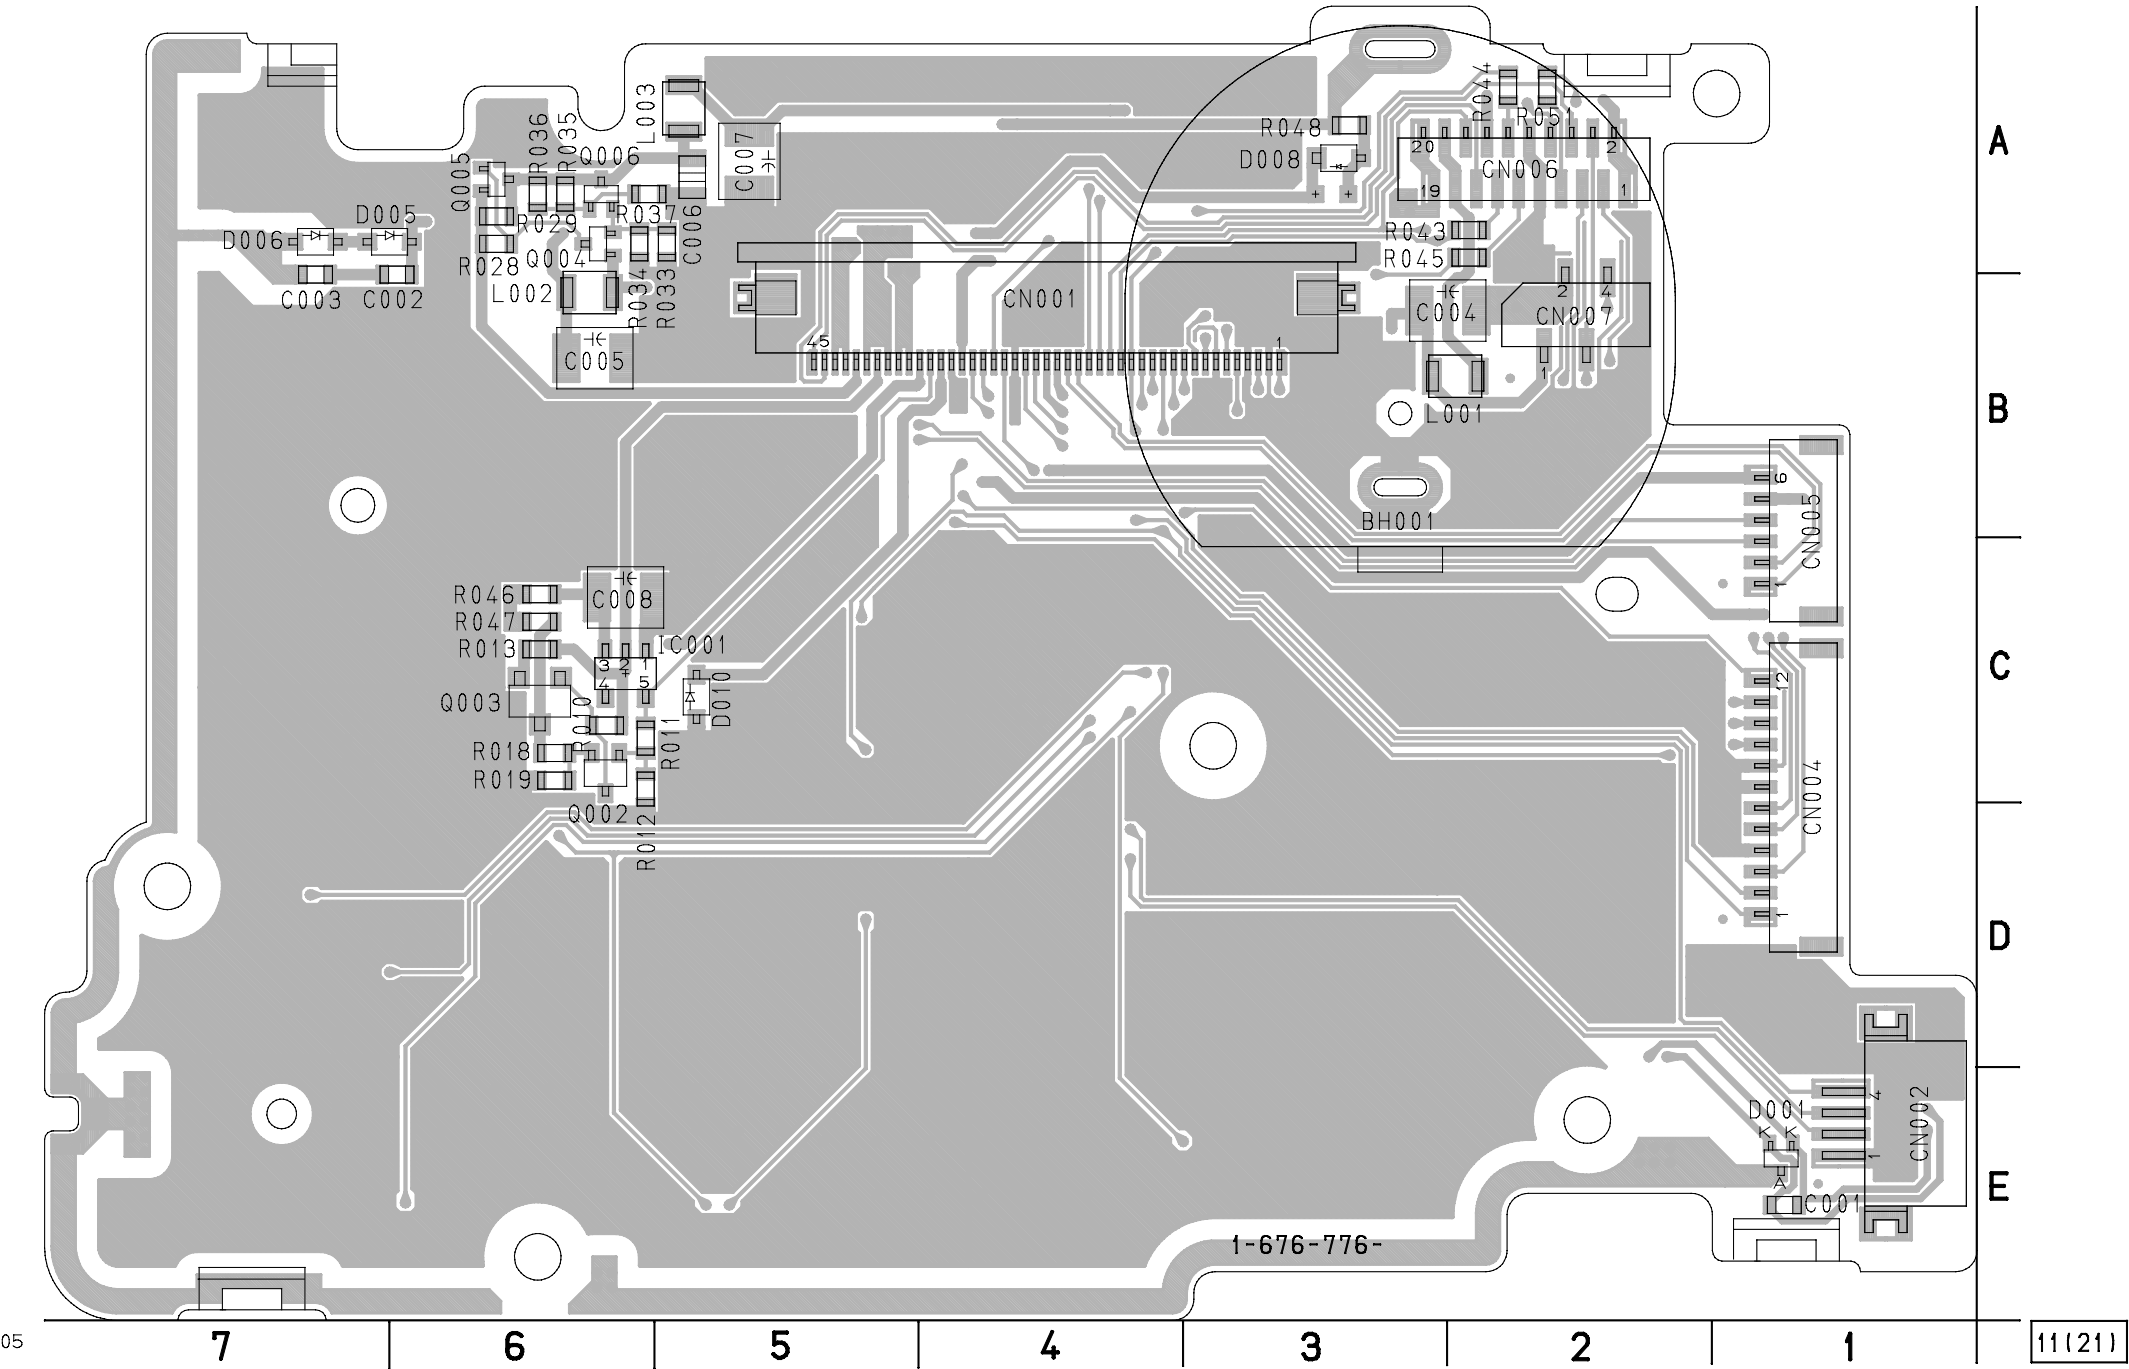 L003
R044
R051
A
R036
R035
R048
Q006
C007
D008
20
2
CN006
Q005
19
1
+ +
D005
R029
R037
C006
R043
D006
R028
Q004
R045
C003
C002
L002
R034
R033
CN001
C004
2 4
CN007
C005
45
1
1
L001
B
6
CN005
BH001
1
R046
C008
R047
R013
IC001
3 2 1
+
4 5
C
Q003
R010
D010
12
R018
R011
R019
CN004
Q002
R012
1
D
D001
4
K K
CN002
1
A
C001
E
1-676-776-
05
7
6
5
4
3
2
1
11(21)